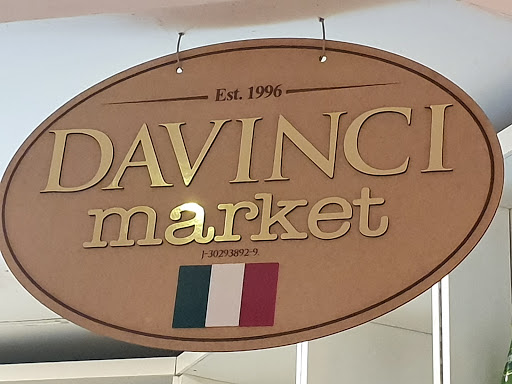 Est. 1996
DAVINCI
market
J-30293892-9